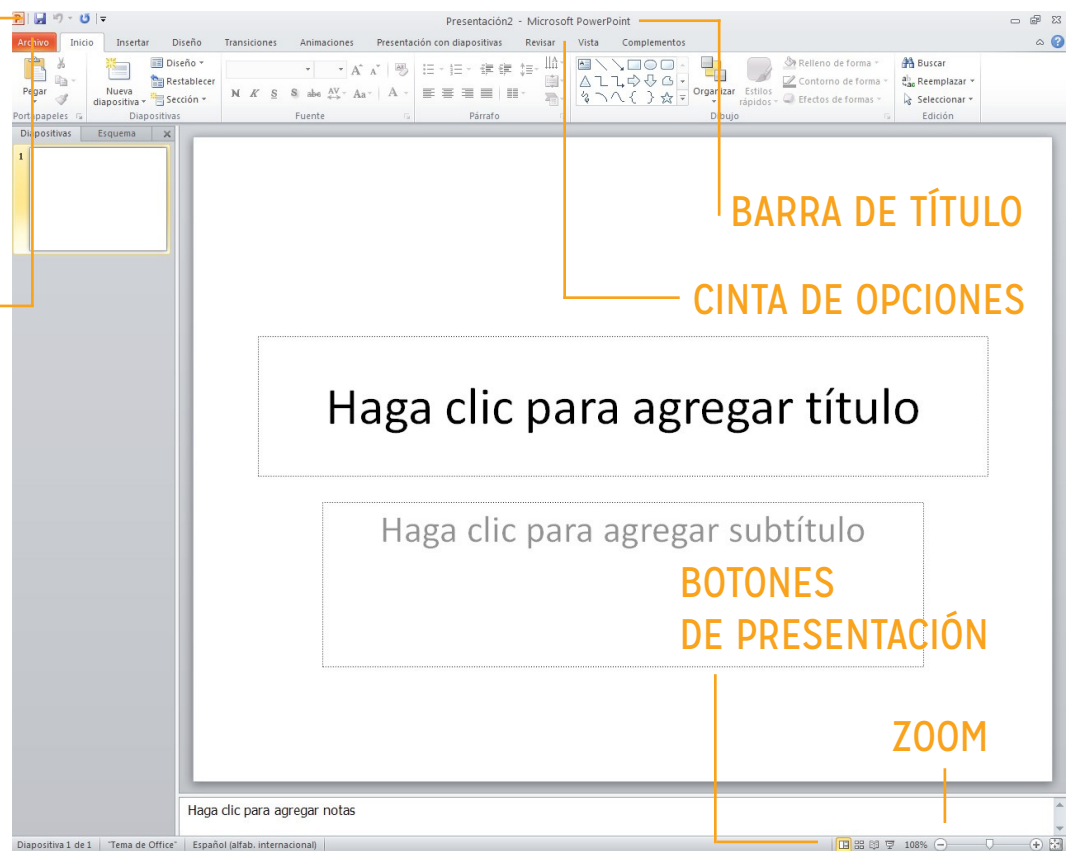 Presentación2 - Microsoft PowerPoint
Archivo Inicio Insertar Diseño Transiciones Animaciones Presentación con diapositivas Revisar Vista Complementos
Pegar
Portapapeles
Nueva
diapositiva
Diseño
Restablecer
Sección
Diapositivas
N K S S abc AV Aa A
Fuente
Párrafo
Organizar
Estilos
rápidos
Relleno de forma
Contorno de forma
Efectos de formas
Dibujo
Buscar
Reemplazar
Seleccionar
Edición
Diapositivas Esquema
1
BARRA DE TÍTULO
CINTA DE OPCIONES
Haga clic para agregar título
Haga clic para agregar subtítulo
BOTONES
DE PRESENTACIÓN
ZOOM
Haga clic para agregar notas
Diapositiva 1 de 1 "Tema de Office" Español (alfab. internacional) 108%